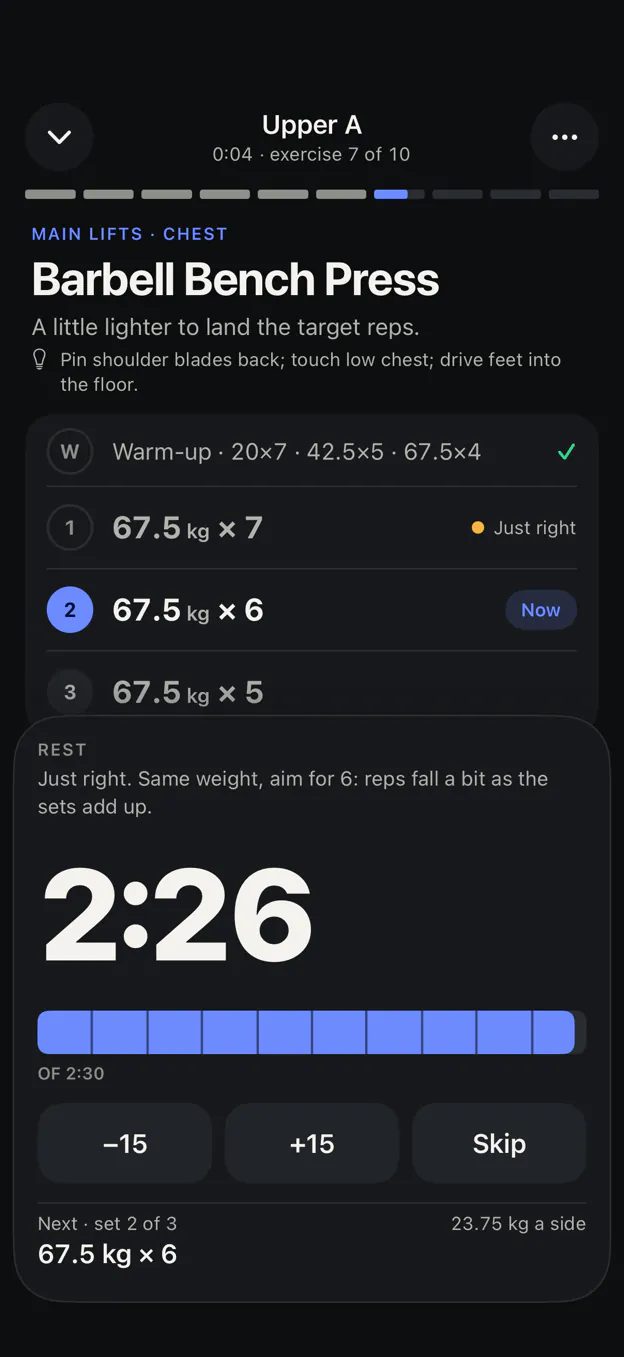 Upper A
0:04 · exercise 7 of 10
MAIN LIFTS · CHEST
Barbell Bench Press
A little lighter to land the target reps.
Pin shoulder blades back; touch low chest; drive feet into
the floor.
W Warm-up · 20×7 · 42.5×5 · 67.5×4
1 67.5 kg × 7 Just right
2 67.5 kg × 6 Now
3 67.5 kg × 5
REST
Just right. Same weight, aim for 6: reps fall a bit as the
sets add up.
2:26
OF 2:30
–15 +15 Skip
Next · set 2 of 3 23.75 kg a side
67.5 kg × 6